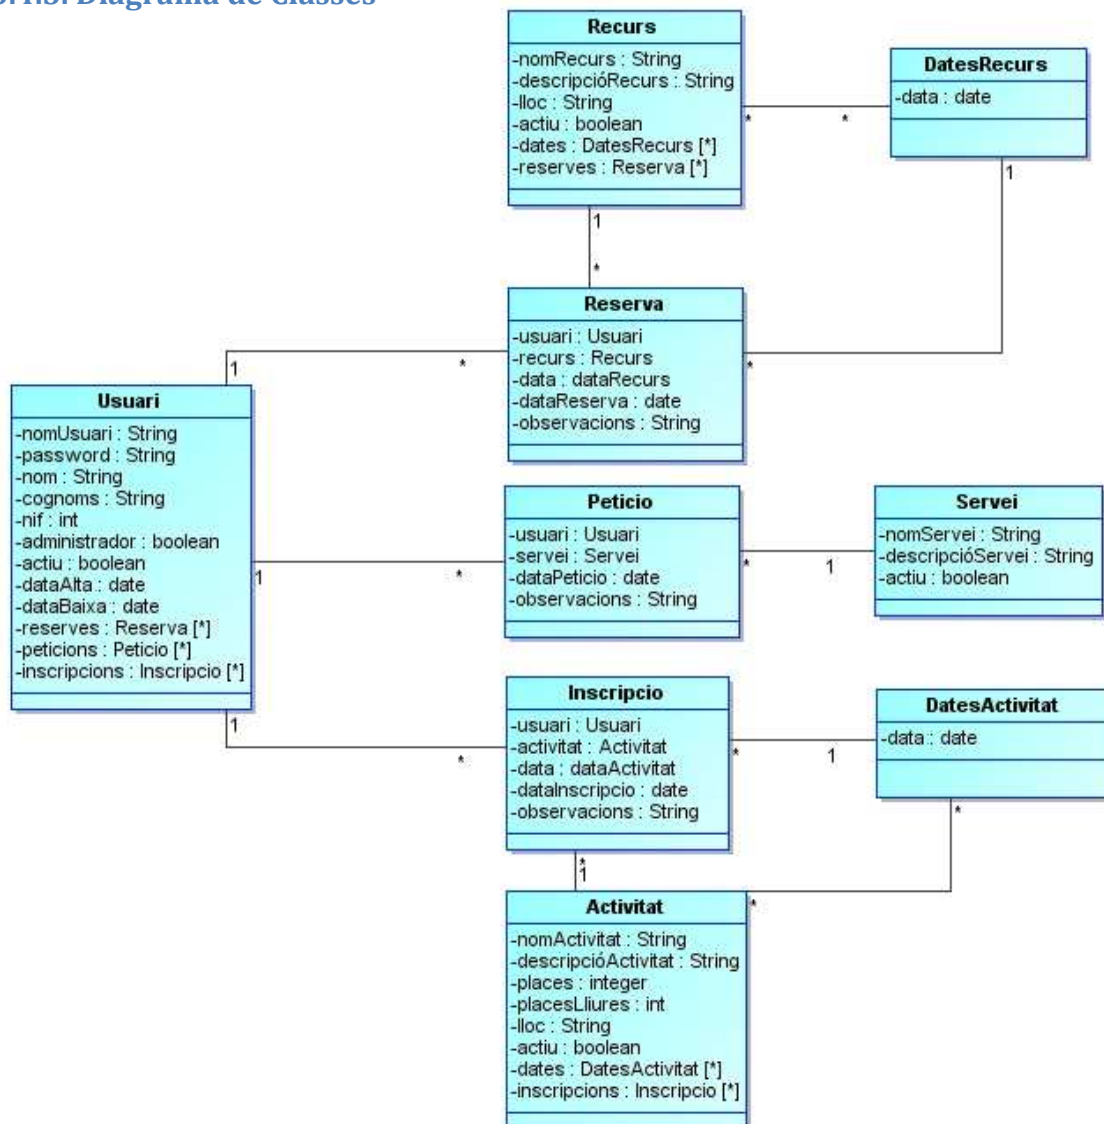 Diagrama de Classes
Recurs
-nomRecurs : String
-descripcióRecurs : String
-lloc : String
-actiu : boolean
-dates : DatesRecurs [*]
-reserves : Reserva [*]
DatesRecurs
-data : date
*
*
1
1
*
Reserva
-usuari : Usuari
-recurs : Recurs
-data : dataRecurs
-dataReserva : date
-observacions : String
1
*
*
Usuari
-nomUsuari : String
-password : String
-nom : String
-cognoms : String
-nif : int
-administrador : boolean
-actiu : boolean
-dataAlta : date
-dataBaixa : date
-reserves : Reserva [*]
-peticions : Peticio [*]
-inscripcions : Inscripcio [*]
Peticio
-usuari : Usuari
-servei : Servei
-dataPeticio : date
-observacions : String
Servei
-nomServei : String
-descripcióServei : String
-actiu : boolean
1
*
*
1
Inscripcio
-usuari : Usuari
-activitat : Activitat
-data : dataActivitat
-dataInscripcio : date
-observacions : String
DatesActivitat
-data : date
1
*
*
1
*
*
1
*
Activitat
-nomActivitat : String
-descripcióActivitat : String
-places : integer
-placesLliures : int
-lloc : String
-actiu : boolean
-dates : DatesActivitat [*]
-inscripcions : Inscripcio [*]